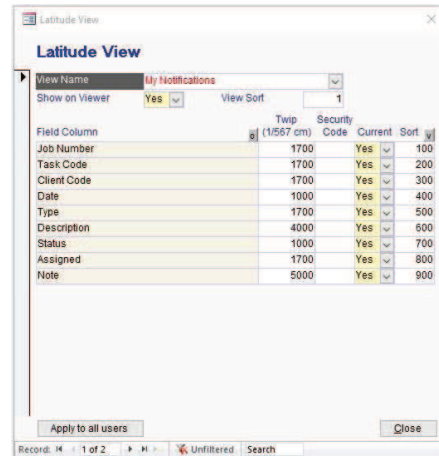 Latitude View
Latitude View
View Name My Notifications
Show on Viewer Yes View Sort 1
Twip Security
Field Column (1/567 cm) Code Current Sort
Job Number 1700 Yes 100
Task Code 1700 Yes 200
Client Code 1700 Yes 300
Date 1000 Yes 400
Type 1700 Yes 500
Description 4000 Yes 600
Status 1000 Yes 700
Assigned 1700 Yes 800
Note 5000 Yes 900
Apply to all users Close
Record: 1 of 2 Unfiltered Search